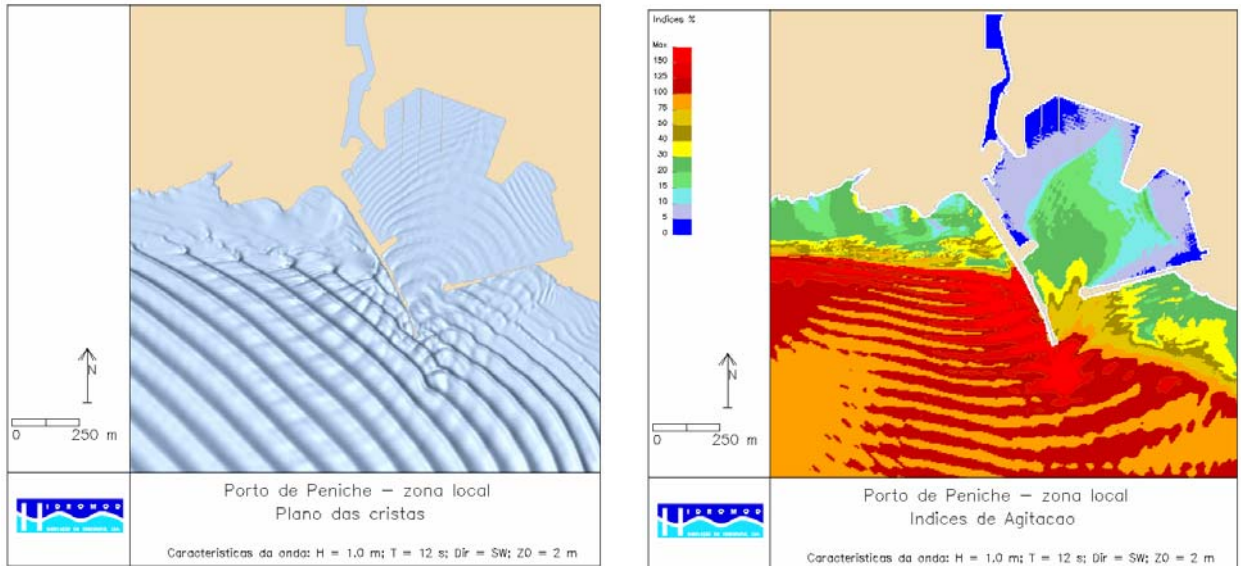 N
0 250 m
Porto de Peniche – zona local
Plano das cristas
HIDROMOD
Caracteristicas da onda: H = 1.0 m; T = 12 s; Dir = SW; Z0 = 2 m
Indices %
Max
150
125
100
75
50
40
30
20
15
10
5
0
N
0 250 m
Porto de Peniche – zona local
Indices de Agitacao
HIDROMOD
Caracteristicas da onda: H = 1.0 m; T = 12 s; Dir = SW; Z0 = 2 m